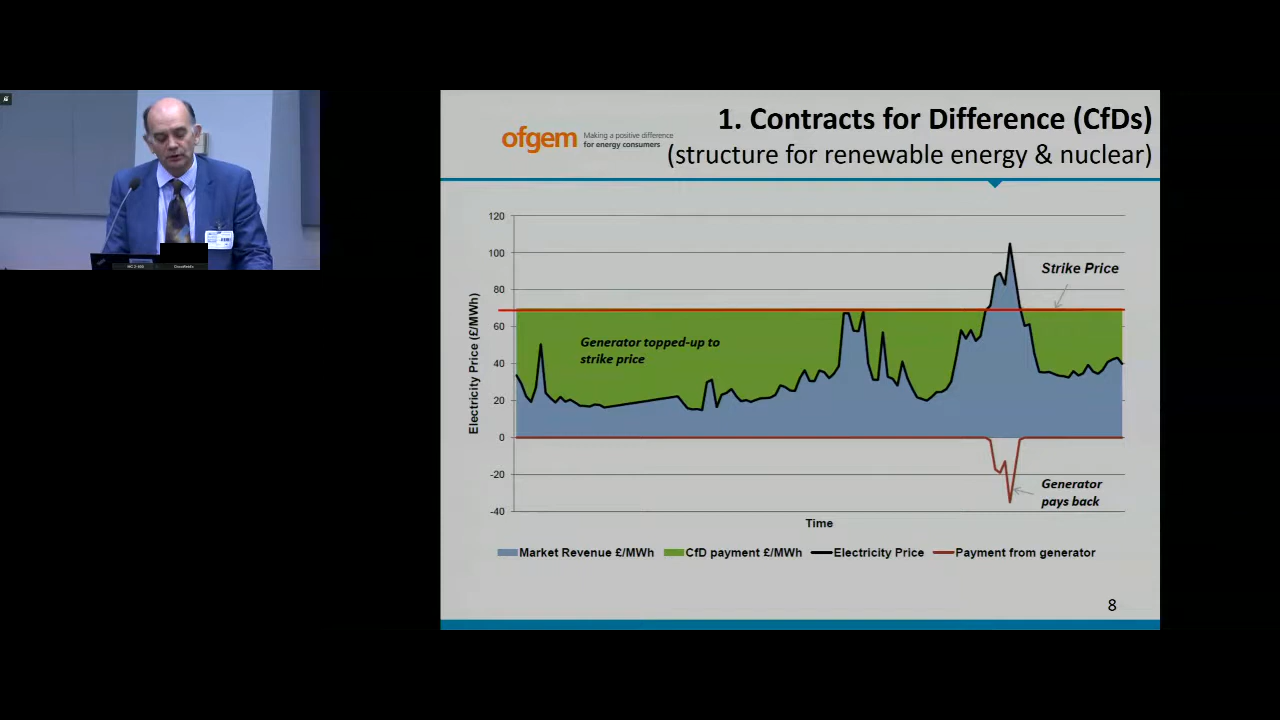 1. Contracts for Difference (CfDs)
(structure for renewable energy & nuclear)
ofgem
Making a positive difference
for energy consumers
120
100
80
60
40
20
0
-20
-40
Electricity Price (£/MWh)
Strike Price
Generator topped-up to
strike price
Generator
pays back
Time
Market Revenue £/MWh
CfD payment £/MWh
Electricity Price
Payment from generator
8